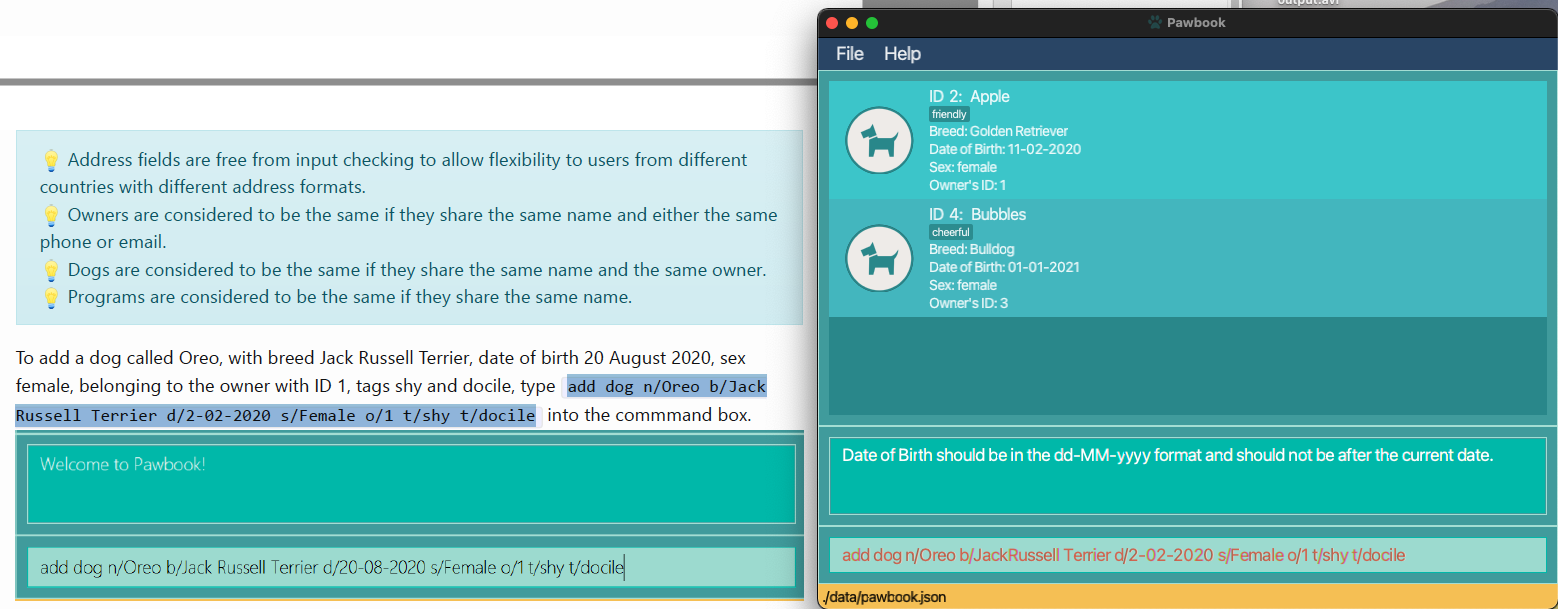 💡 Address fields are free from input checking to allow flexibility to users from different
countries with different address formats.
💡 Owners are considered to be the same if they share the same name and either the same
phone or email.
💡 Dogs are considered to be the same if they share the same name and the same owner.
💡 Programs are considered to be the same if they share the same name.
To add a dog called Oreo, with breed Jack Russell Terrier, date of birth 20 August 2020, sex
female, belonging to the owner with ID 1, tags shy and docile, type add dog n/Oreo b/Jack
Russell Terrier d/2-02-2020 s/Female o/1 t/shy t/docile into the commmand box.
Welcome to Pawbook!
add dog n/Oreo b/Jack Russell Terrier d/20-08-2020 s/Female o/1 t/shy t/docile
output.avi
Pawbook
File Help
ID 2: Apple
friendly
Breed: Golden Retriever
Date of Birth: 11-02-2020
Sex: female
Owner's ID: 1
ID 4: Bubbles
cheerful
Breed: Bulldog
Date of Birth: 01-01-2021
Sex: female
Owner's ID: 3
Date of Birth should be in the dd-MM-yyyy format and should not be after the current date.
add dog n/Oreo b/JackRussell Terrier d/2-02-2020 s/Female o/1 t/shy t/docile
./data/pawbook.json